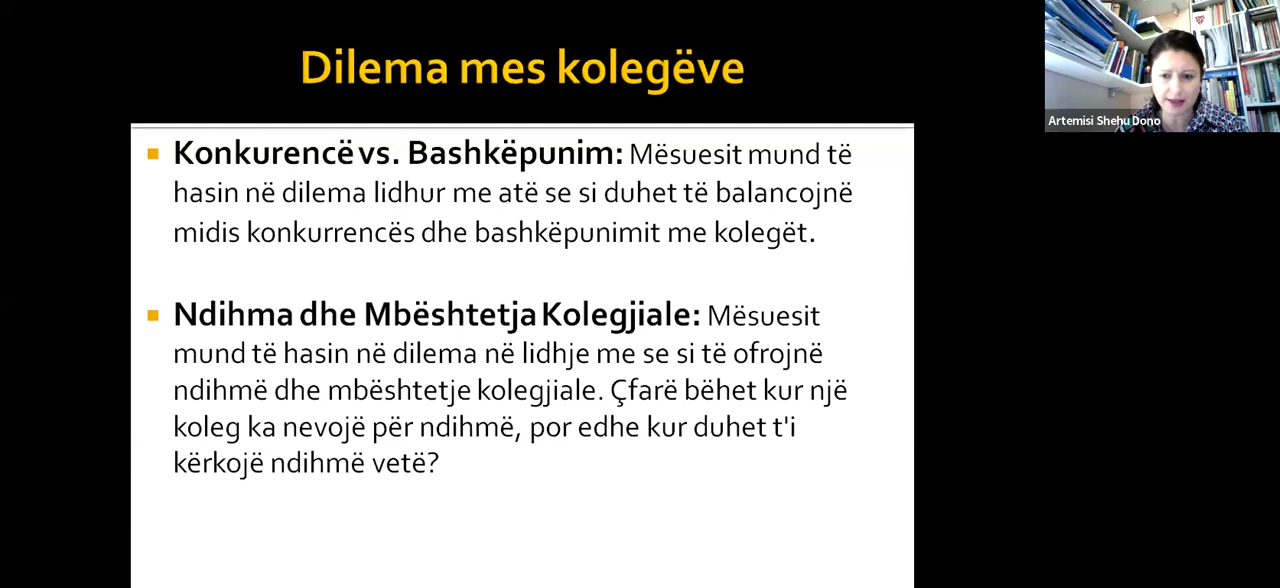 Dilema mes kolegëve
Konkurencë vs. Bashkëpunim: Mësuesit mund të
hasin në dilema lidhur me atë se si duhet të balancojnë
midis konkurrencës dhe bashkëpunimit me kolegët.
Ndihma dhe Mbështetja Kolegjiale: Mësuesit
mund të hasin në dilema në lidhje me se si të ofrojnë
ndihmë dhe mbështetje kolegjiale. Çfarë bëhet kur një
koleg ka nevojë për ndihmë, por edhe kur duhet t'i
kërkojë ndihmë vetë?
Artemisi Shehu Dono